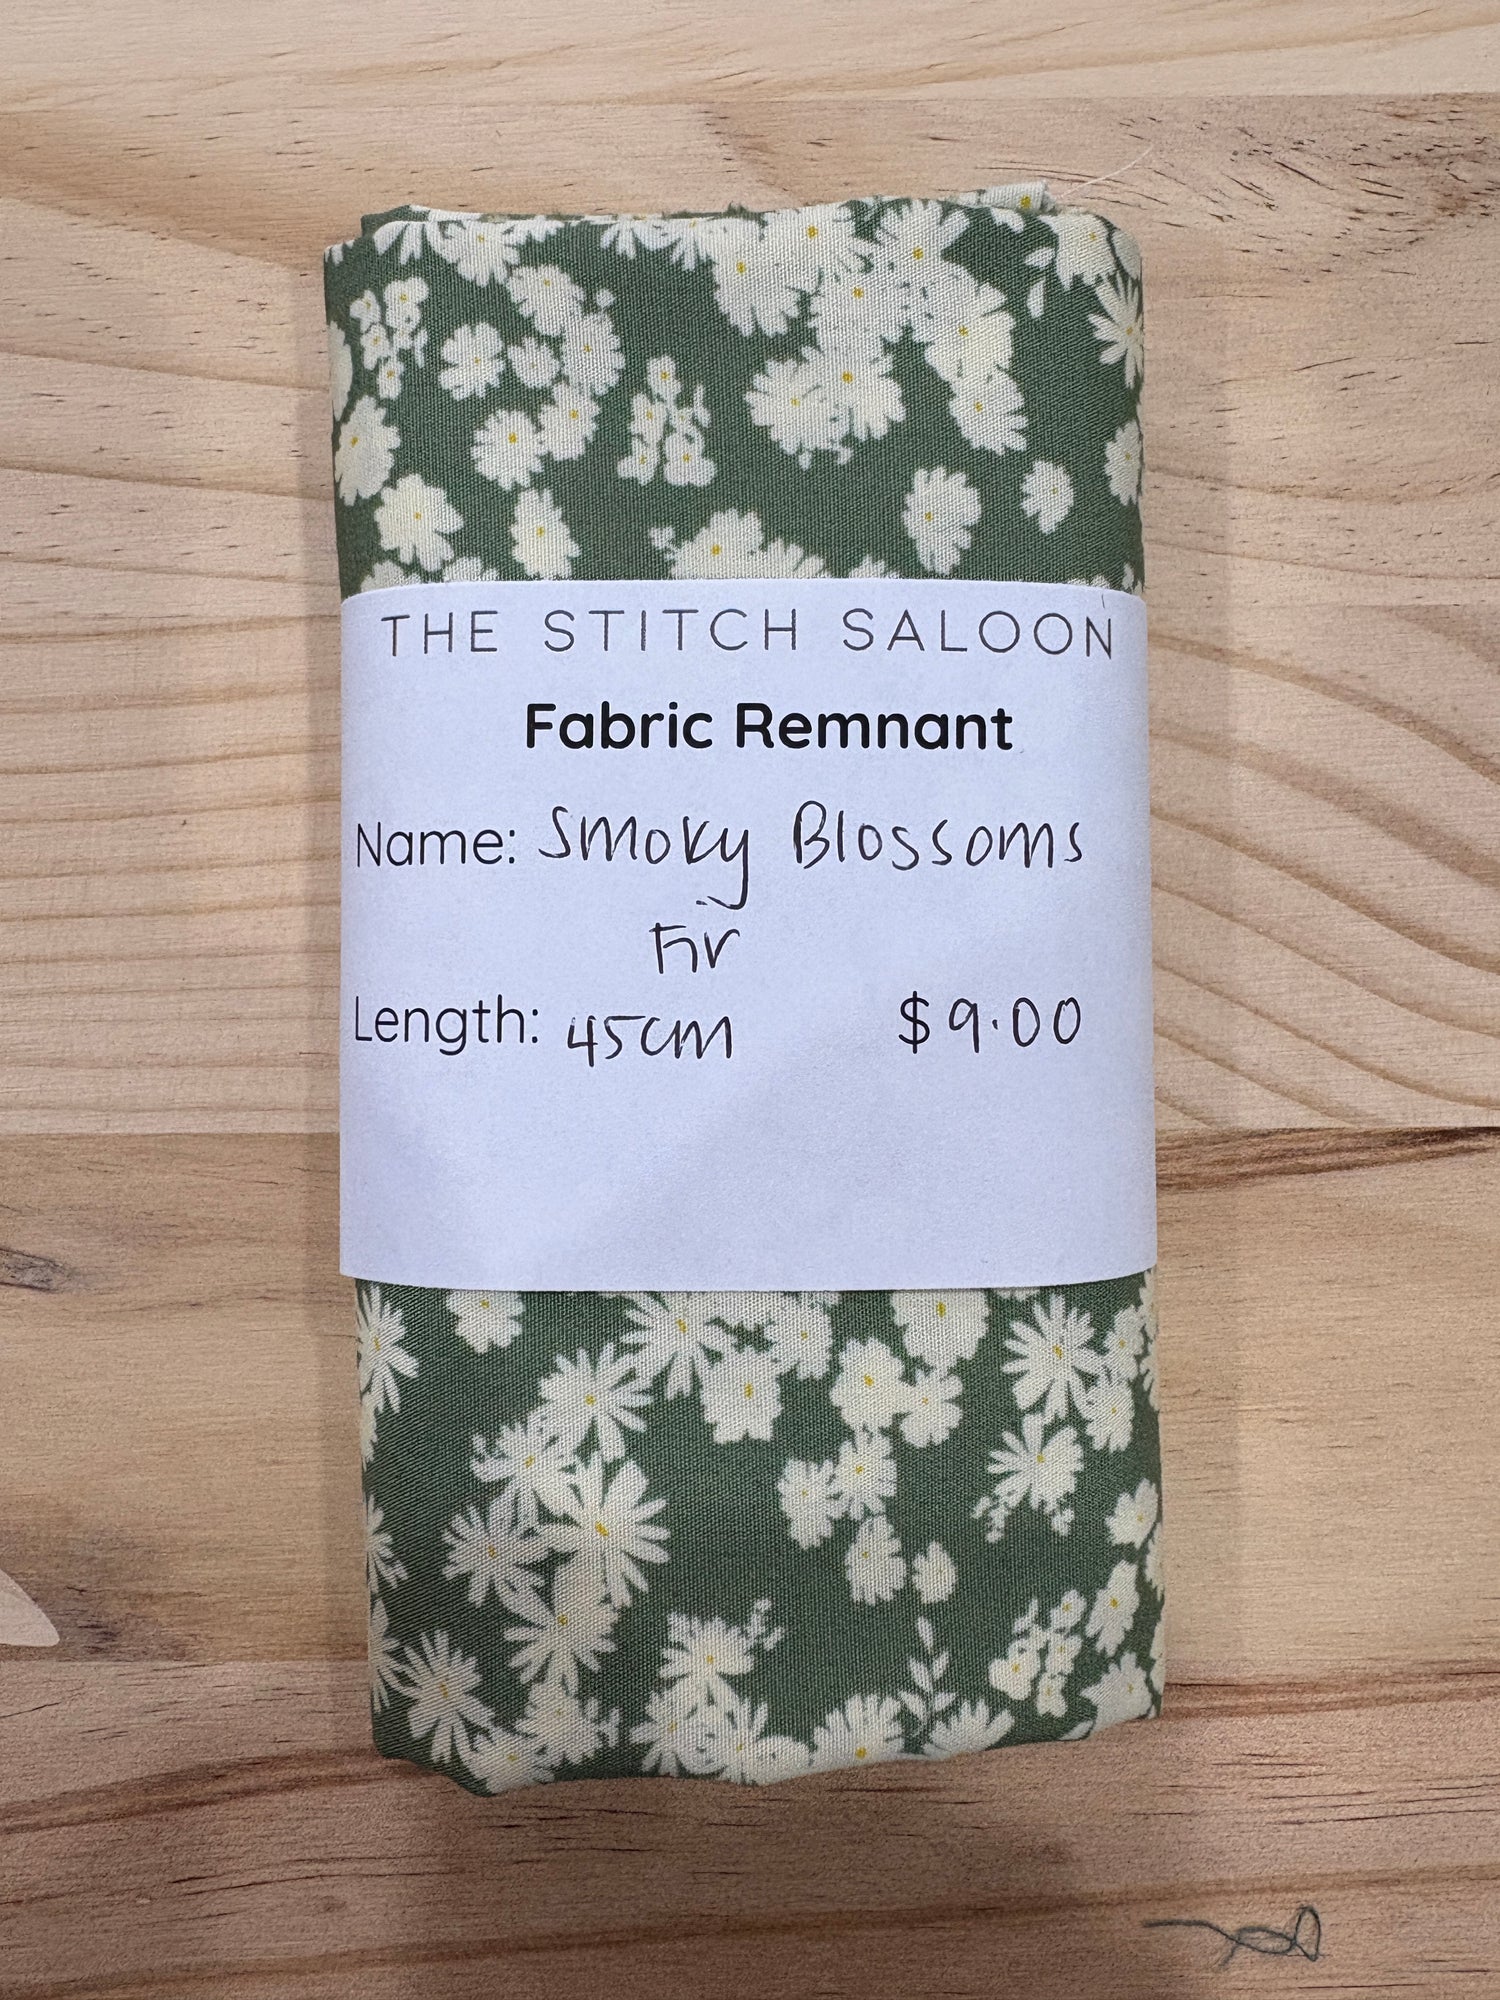 THE STITCH SALOON
Fabric Remnant
Name: Smoky Blossoms
Fir
Length: 45cm $9.00